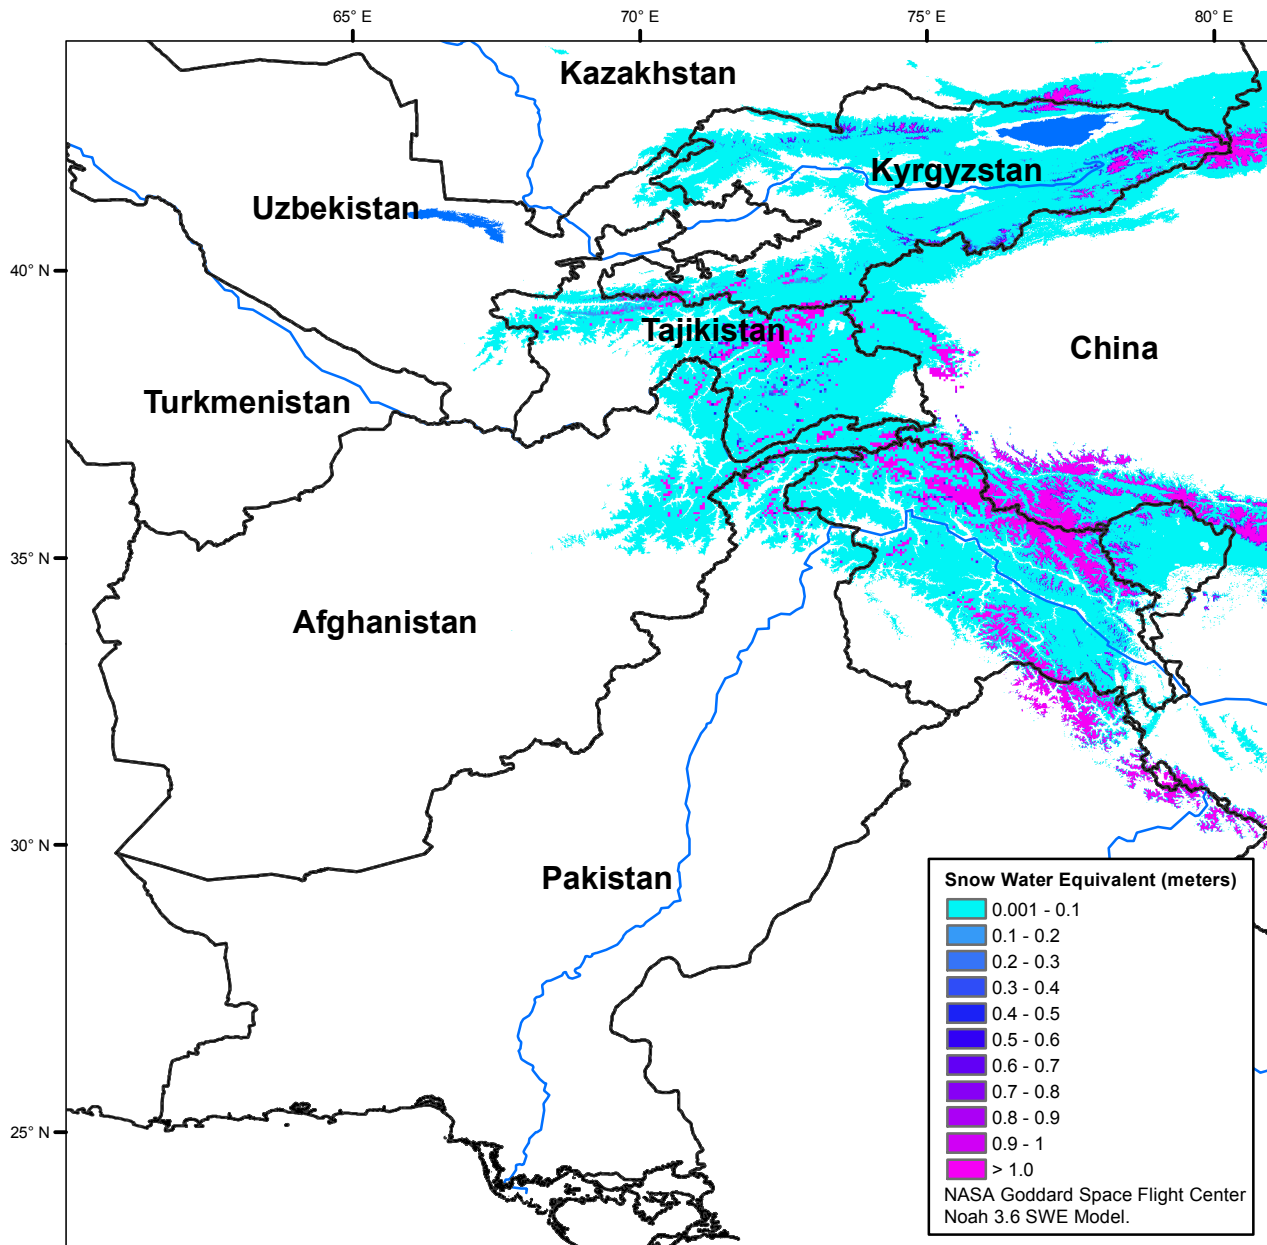 65° E
70° E
75° E
80° E
Kazakhstan
Kyrgyzstan
Uzbekistan
40° N
Tajikistan
China
Turkmenistan
35° N
Afghanistan
30° N
Pakistan
25° N
Snow Water Equivalent (meters)
0.001 - 0.1
0.1 - 0.2
0.2 - 0.3
0.3 - 0.4
0.4 - 0.5
0.5 - 0.6
0.6 - 0.7
0.7 - 0.8
0.8 - 0.9
0.9 - 1
> 1.0
NASA Goddard Space Flight Center
Noah 3.6 SWE Model.